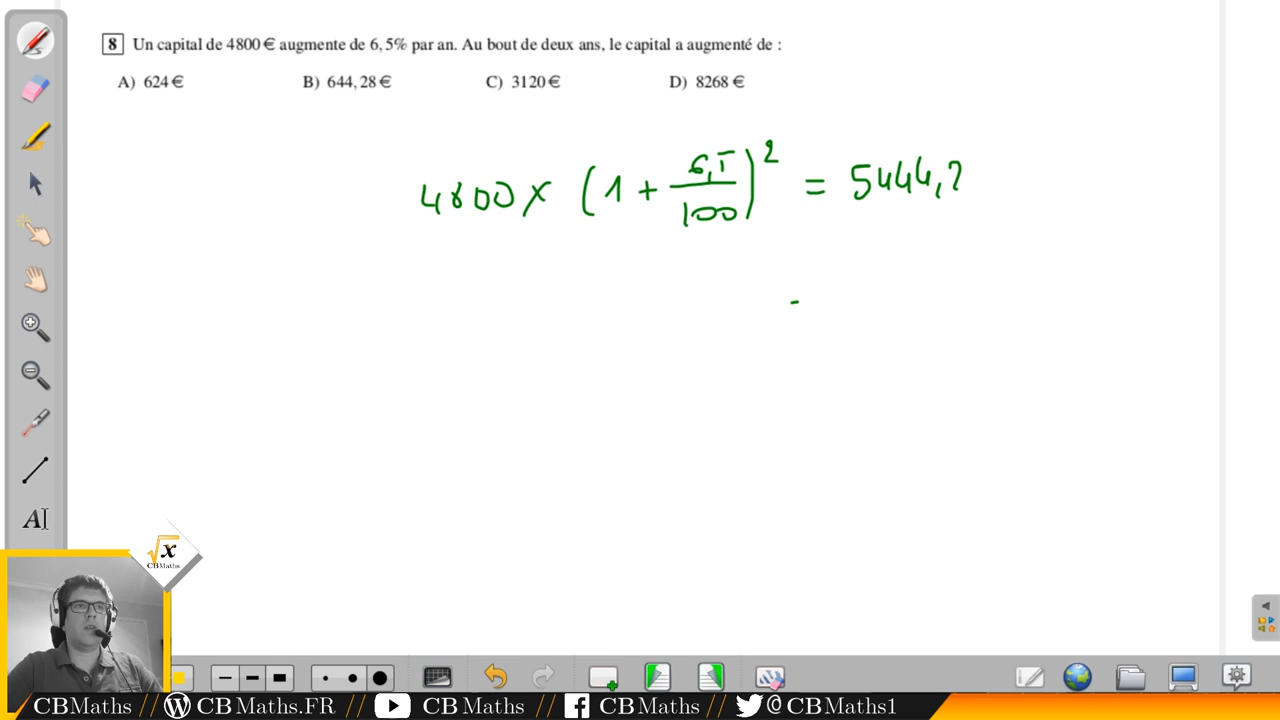 8 Un capital de 4800 € augmente de 6,5% par an. Au bout de deux ans, le capital a augmenté de :
A) 624 € B) 644,28 € C) 3120 € D) 8268 €
4800 × (1 + 6,5/100)² = 5444,2
-
AI
√x
CBMaths
CBMaths // CBMaths.FR // CBMaths // CBMaths // @CBMaths1